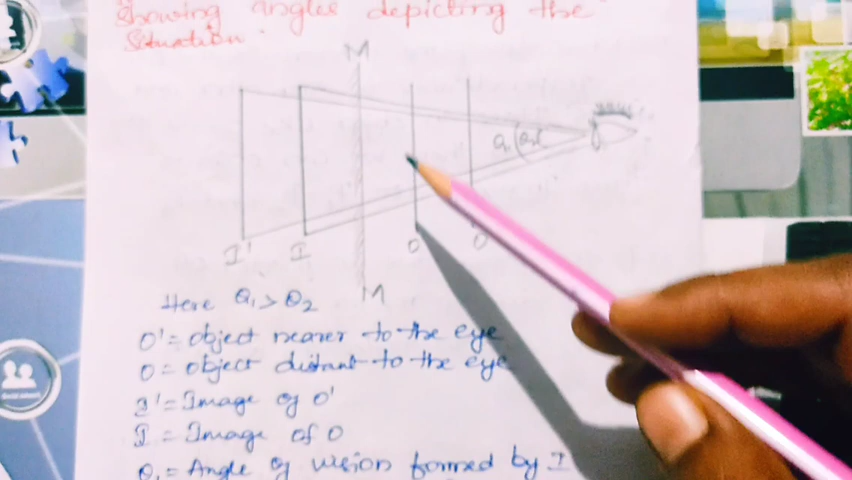 Showing angles depicting the
Situation.
M
θ1 θ2
I' I O O'
M
Here θ1 > θ2
O' = object nearer to the eye
O = object distant to the eye
I' = Image of O'
I = Image of O
θ1 = Angle of vision formed by I